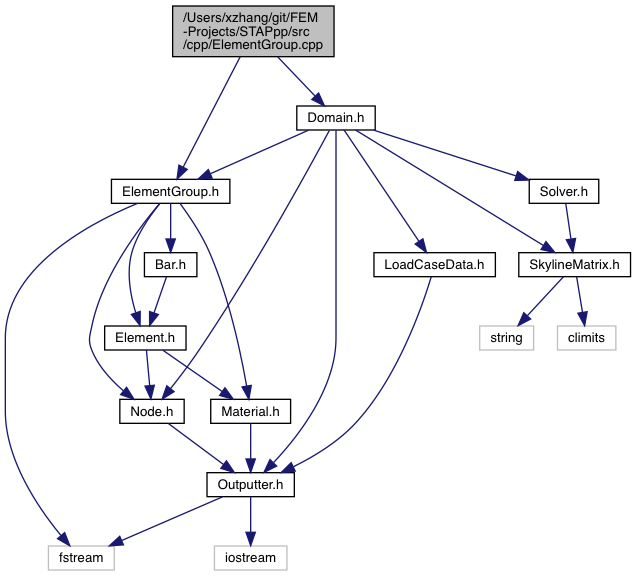 /Users/xzhang/git/FEM
-Projects/STAPpp/src
/cpp/ElementGroup.cpp
Domain.h
ElementGroup.h
Solver.h
Bar.h
LoadCaseData.h
SkylineMatrix.h
Element.h
string
climits
Node.h
Material.h
Outputter.h
fstream
iostream